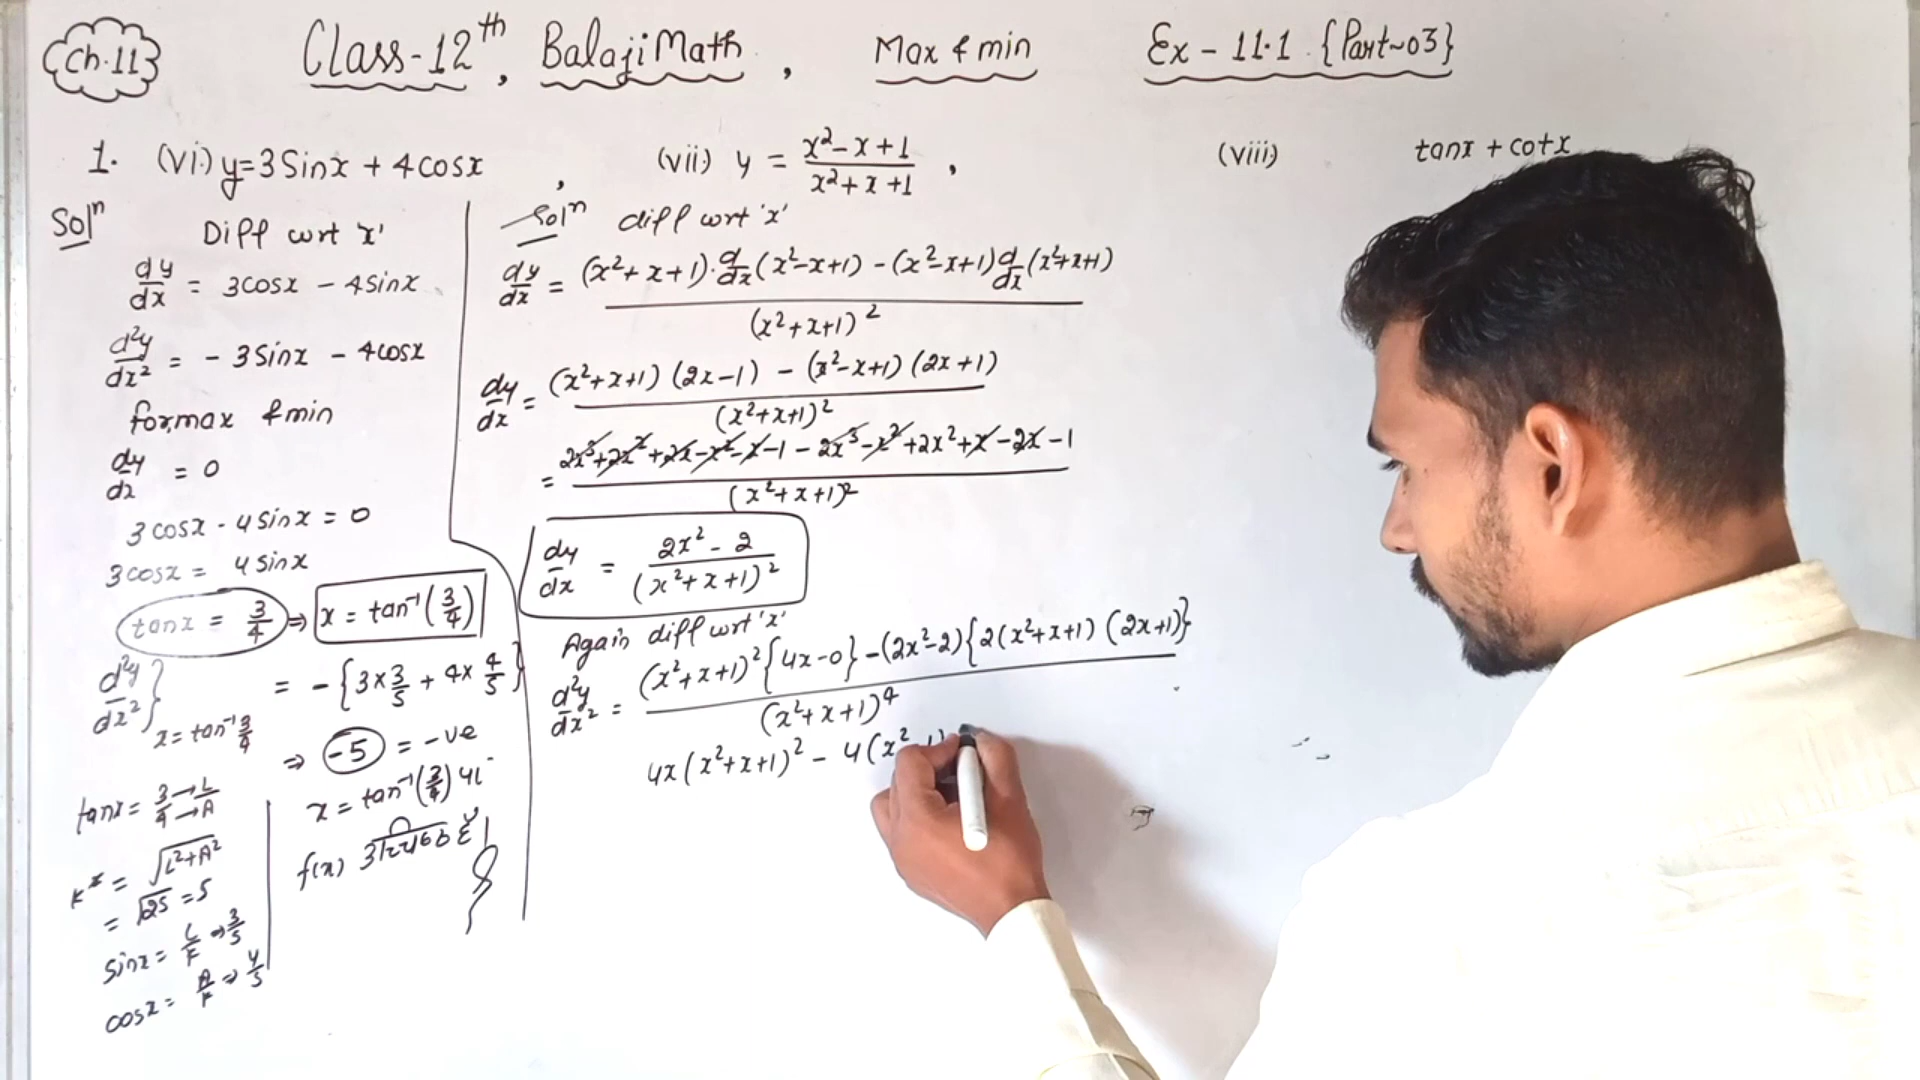 Ch. 11
Class-12th, Balaji Math, Max & min Ex - 11.1 {Part~03}
1. (vi.) y=3Sinx + 4cosx , (vii) y = (x²-x+1)/(x²+x+1) , (viii) tanx + cotx
Solⁿ Diff wrt 'x'
dy/dx = 3cosx - 4sinx
d²y/dx² = - 3Sinx - 4cosx
for max & min
dy/dx = 0
3cosx - 4sinx = 0
3cosx = 4sinx
tanx = 3/4 ⇒ x = tan⁻¹(3/4)
d²y/dx²} x=tan⁻¹3/4 = -{3×3/5 + 4×4/5}
⇒ -5 = -ve
x = tan⁻¹(3/4)
f(x)
tanx = 3/4 →L →A
= √L²+A²
= √25 = 5
sinx = L/K ⇒ 3/5
cosx = A/K ⇒ 4/5
Solⁿ diff wrt 'x'
dy/dx = ((x²+x+1).d/dx(x²-x+1) - (x²-x+1)d/dx(x²+x+1))/(x²+x+1)²
dy/dx = ((x²+x+1)(2x-1) - (x²-x+1)(2x+1))/(x²+x+1)²
= (2x³+2x²+2x-x²-x-1-2x³-x²+2x²+x-2x-1)/(x²+x+1)²
dy/dx = (2x²-2)/(x²+x+1)²
Again diff wrt 'x'
d²y/dx² = ((x²+x+1)²{4x-0}-(2x²-2){2(x²+x+1)(2x+1)})/(x²+x+1)⁴
4x(x²+x+1)² - 4(x²-1)